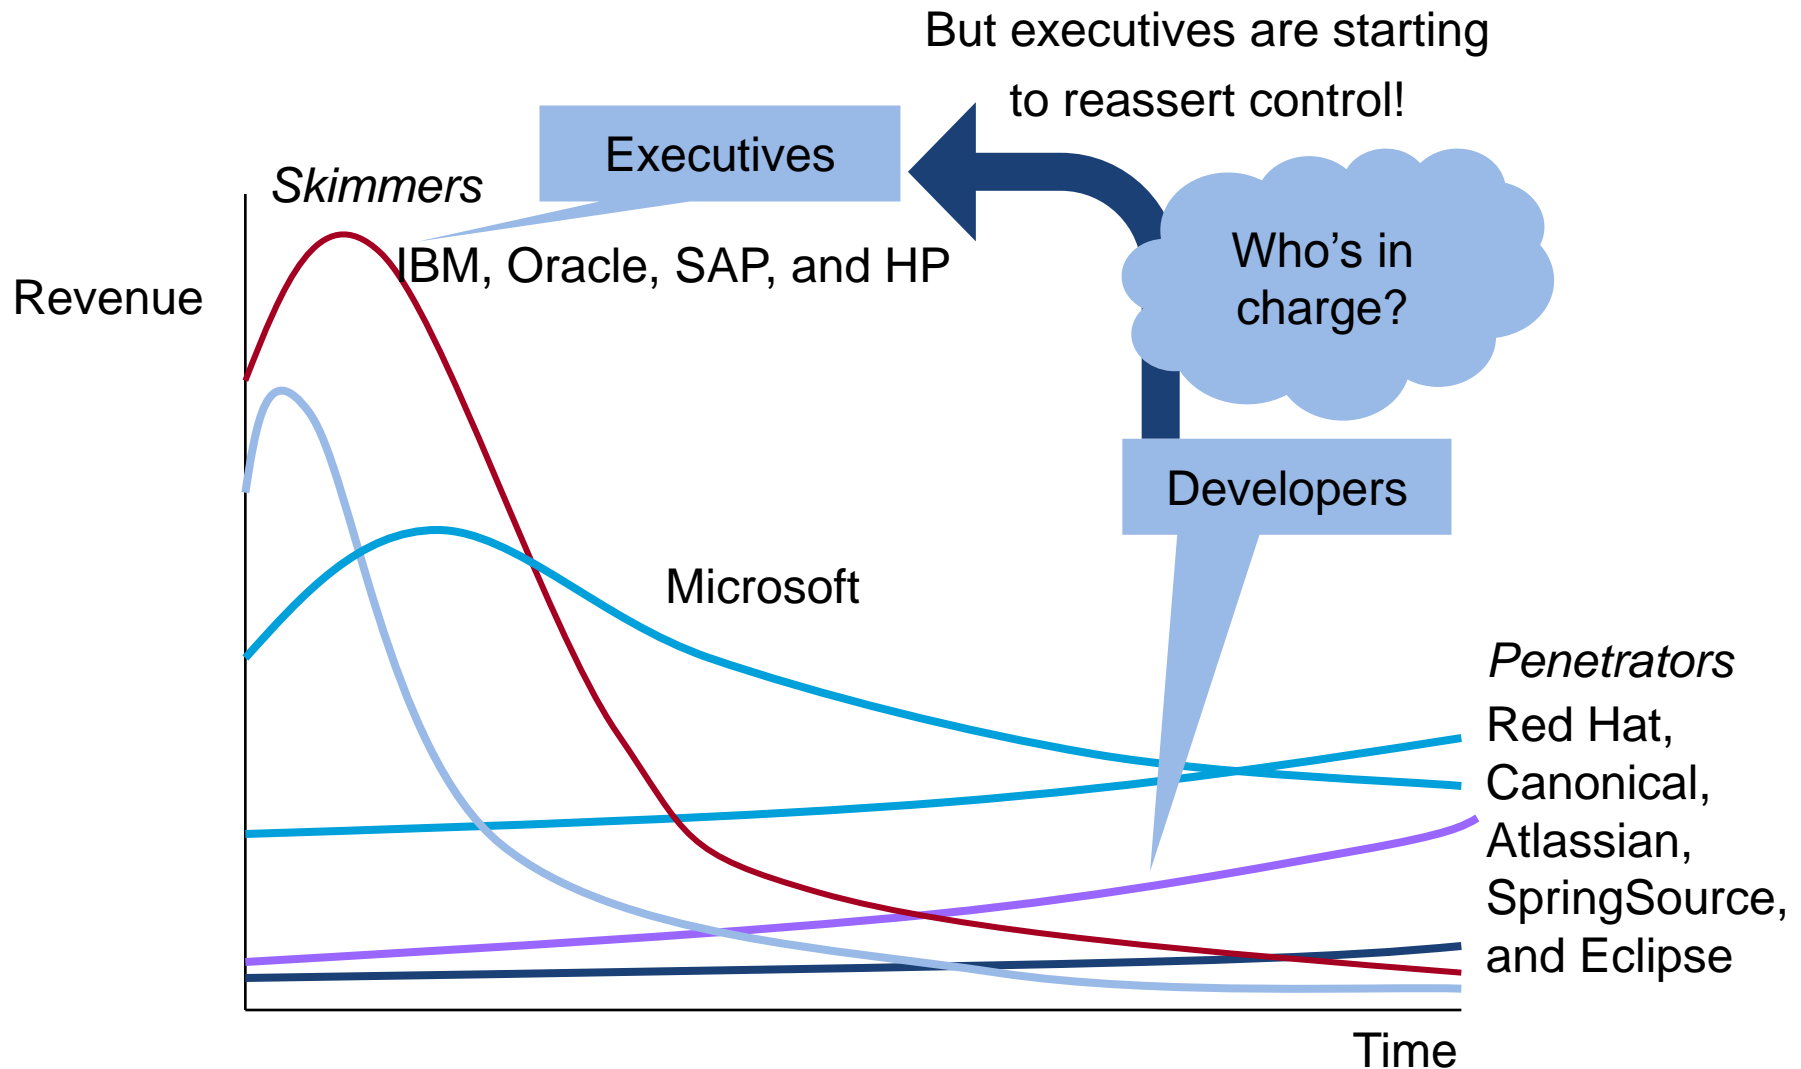 But executives are starting
to reassert control!
Executives
Skimmers
IBM, Oracle, SAP, and HP
Who’s in
charge?
Revenue
Developers
Microsoft
Penetrators
Red Hat,
Canonical,
Atlassian,
SpringSource,
and Eclipse
Time